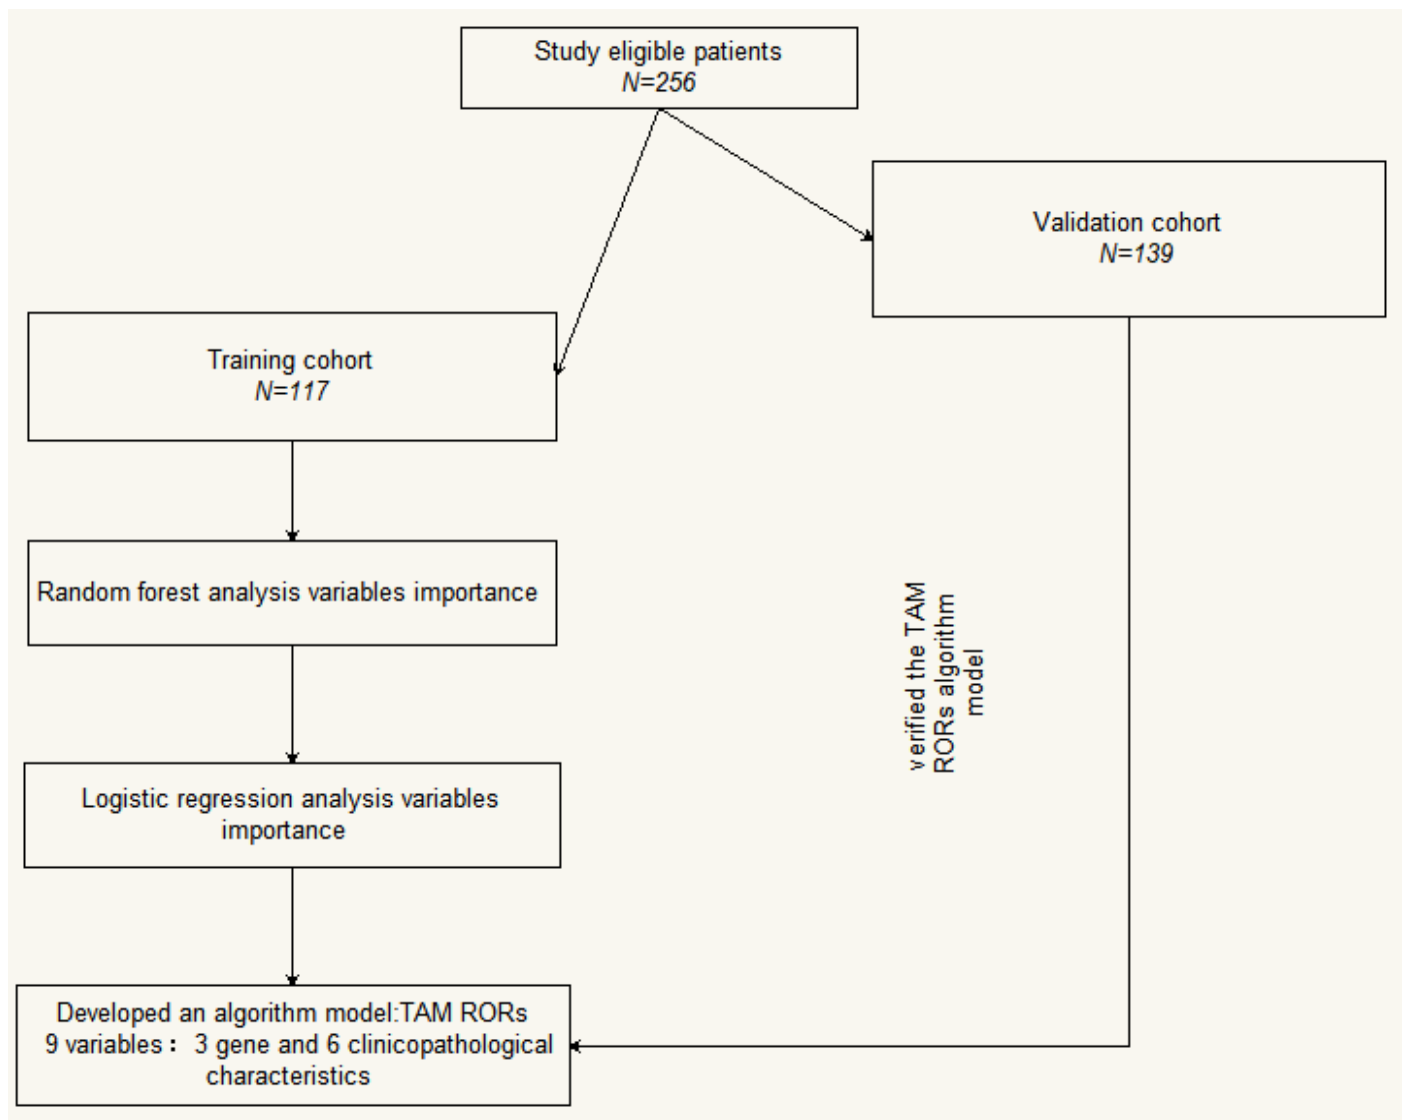 Study eligible patients
N=256
Validation cohort
N=139
Training cohort
N=117
Random forest analysis variables importance
verified the TAM
RORs algorithm
model
Logistic regression analysis variables
importance
Developed an algorithm model:TAM RORs
9 variables： 3 gene and 6 clinicopathological
characteristics